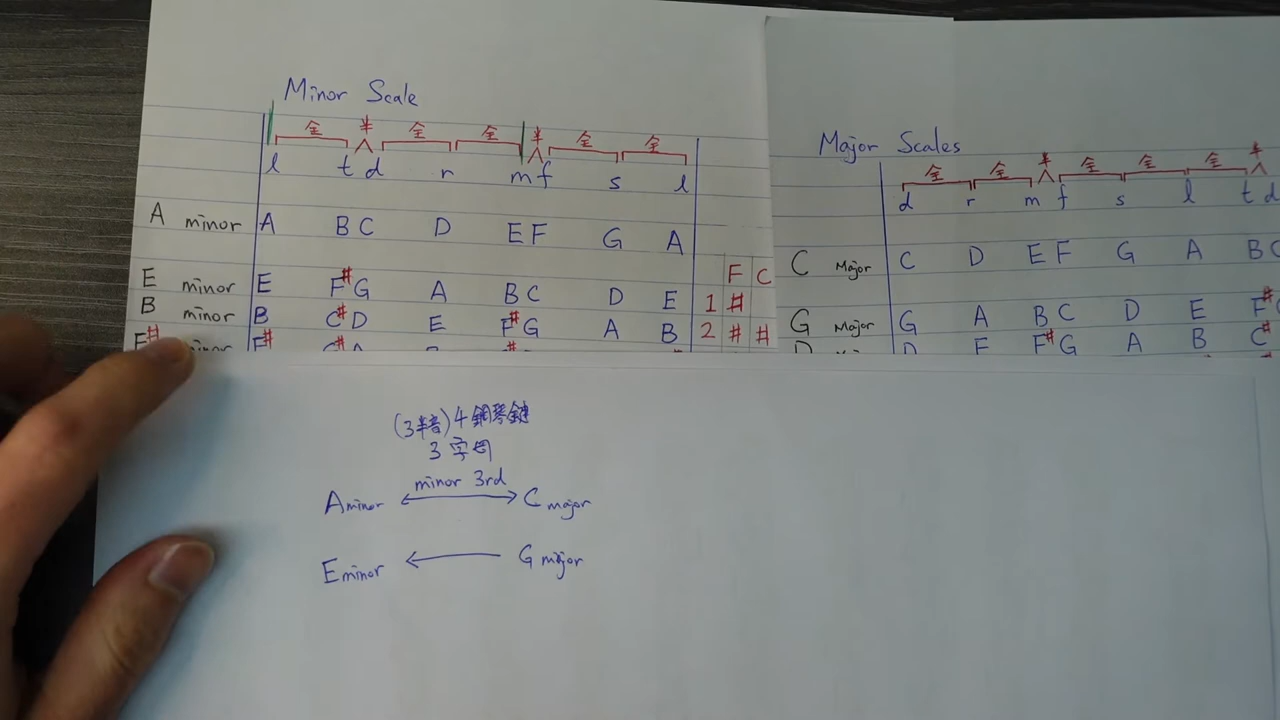 Minor Scale
全 半 全 全 半 全 全
l t d r m f s l
A minor A B C D E F G A
F C
E minor E F# G A B C D E 1 #
B minor B C# D E F# G A B 2 # #
F# minor F# C#
Major Scales
全 全 半 全 全 全 半
d r m f s l t d
C Major C D E F G A B C
G Major G A B C D E F#
D F# G A B C#
(3半音) 4 鋼琴鍵
3 字母
minor 3rd
A minor C major
E minor G major